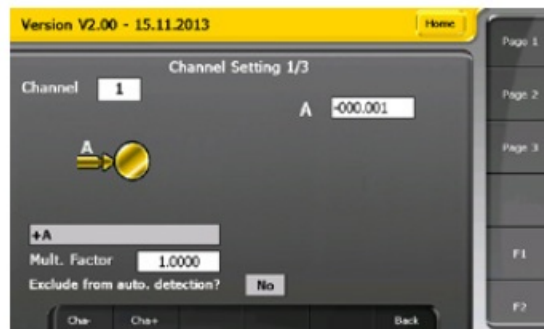 Version V2.00 - 15.11.2013
Home
Page 1
Channel Setting 1/3
Channel 1
A -000.001
Page 2
A
Page 3
+A
Mult. Factor 1.0000
F1
Exclude from auto. detection? No
F2
Cha- Cha+ Back